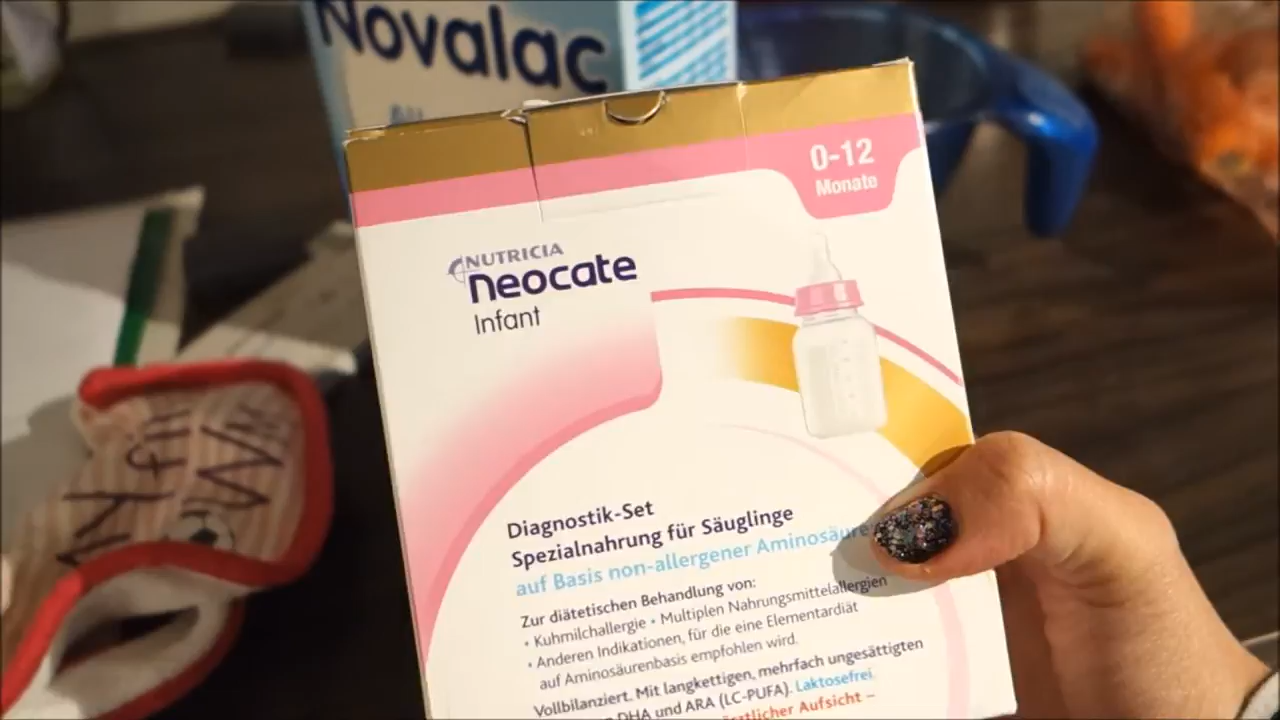 Novalac
0-12
Monate
NUTRICIA
neocate
Infant
Diagnostik-Set
Spezialnahrung für Säuglinge
auf Basis non-allergener Aminosäure
Zur diätetischen Behandlung von:
• Kuhmilchallergie • Multiplen Nahrungsmittelallergien
• Anderen Indikationen, für die eine Elementardiät
auf Aminosäurenbasis empfohlen wird.
Vollbilanziert. Mit langkettigen, mehrfach ungesättigten
DHA und ARA (LC-PUFA). Laktosefrei.
Aufsicht –
MY